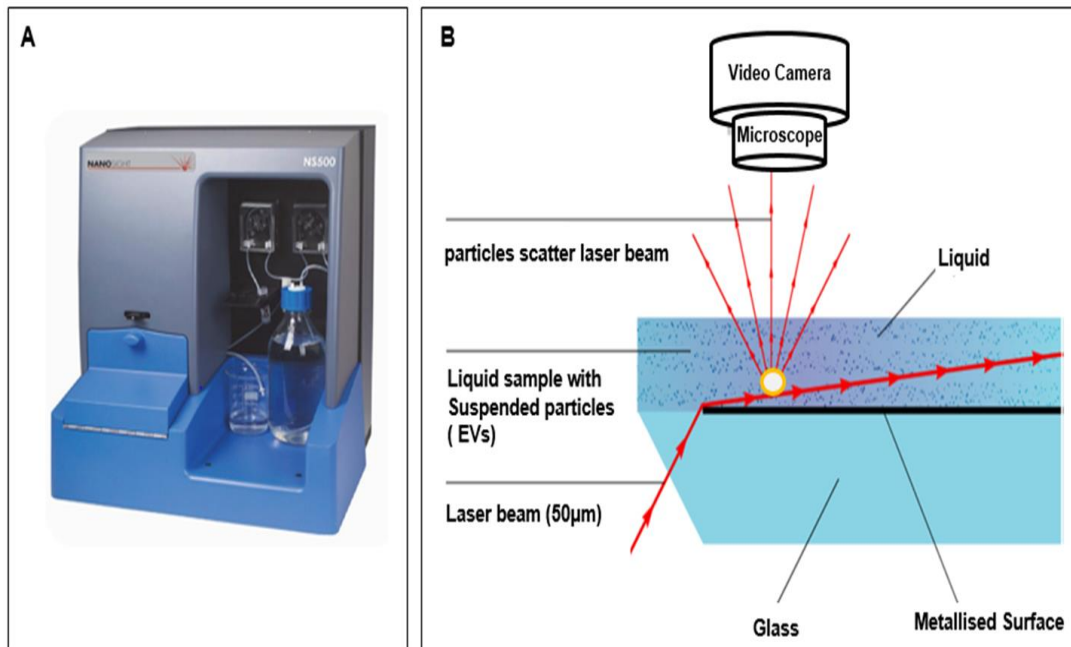 A
NANOSIGHT
NS500
B
Video Camera
Microscope
particles scatter laser beam
Liquid
Liquid sample with
Suspended particles
( EVs)
Laser beam (50µm)
Glass
Metallised Surface